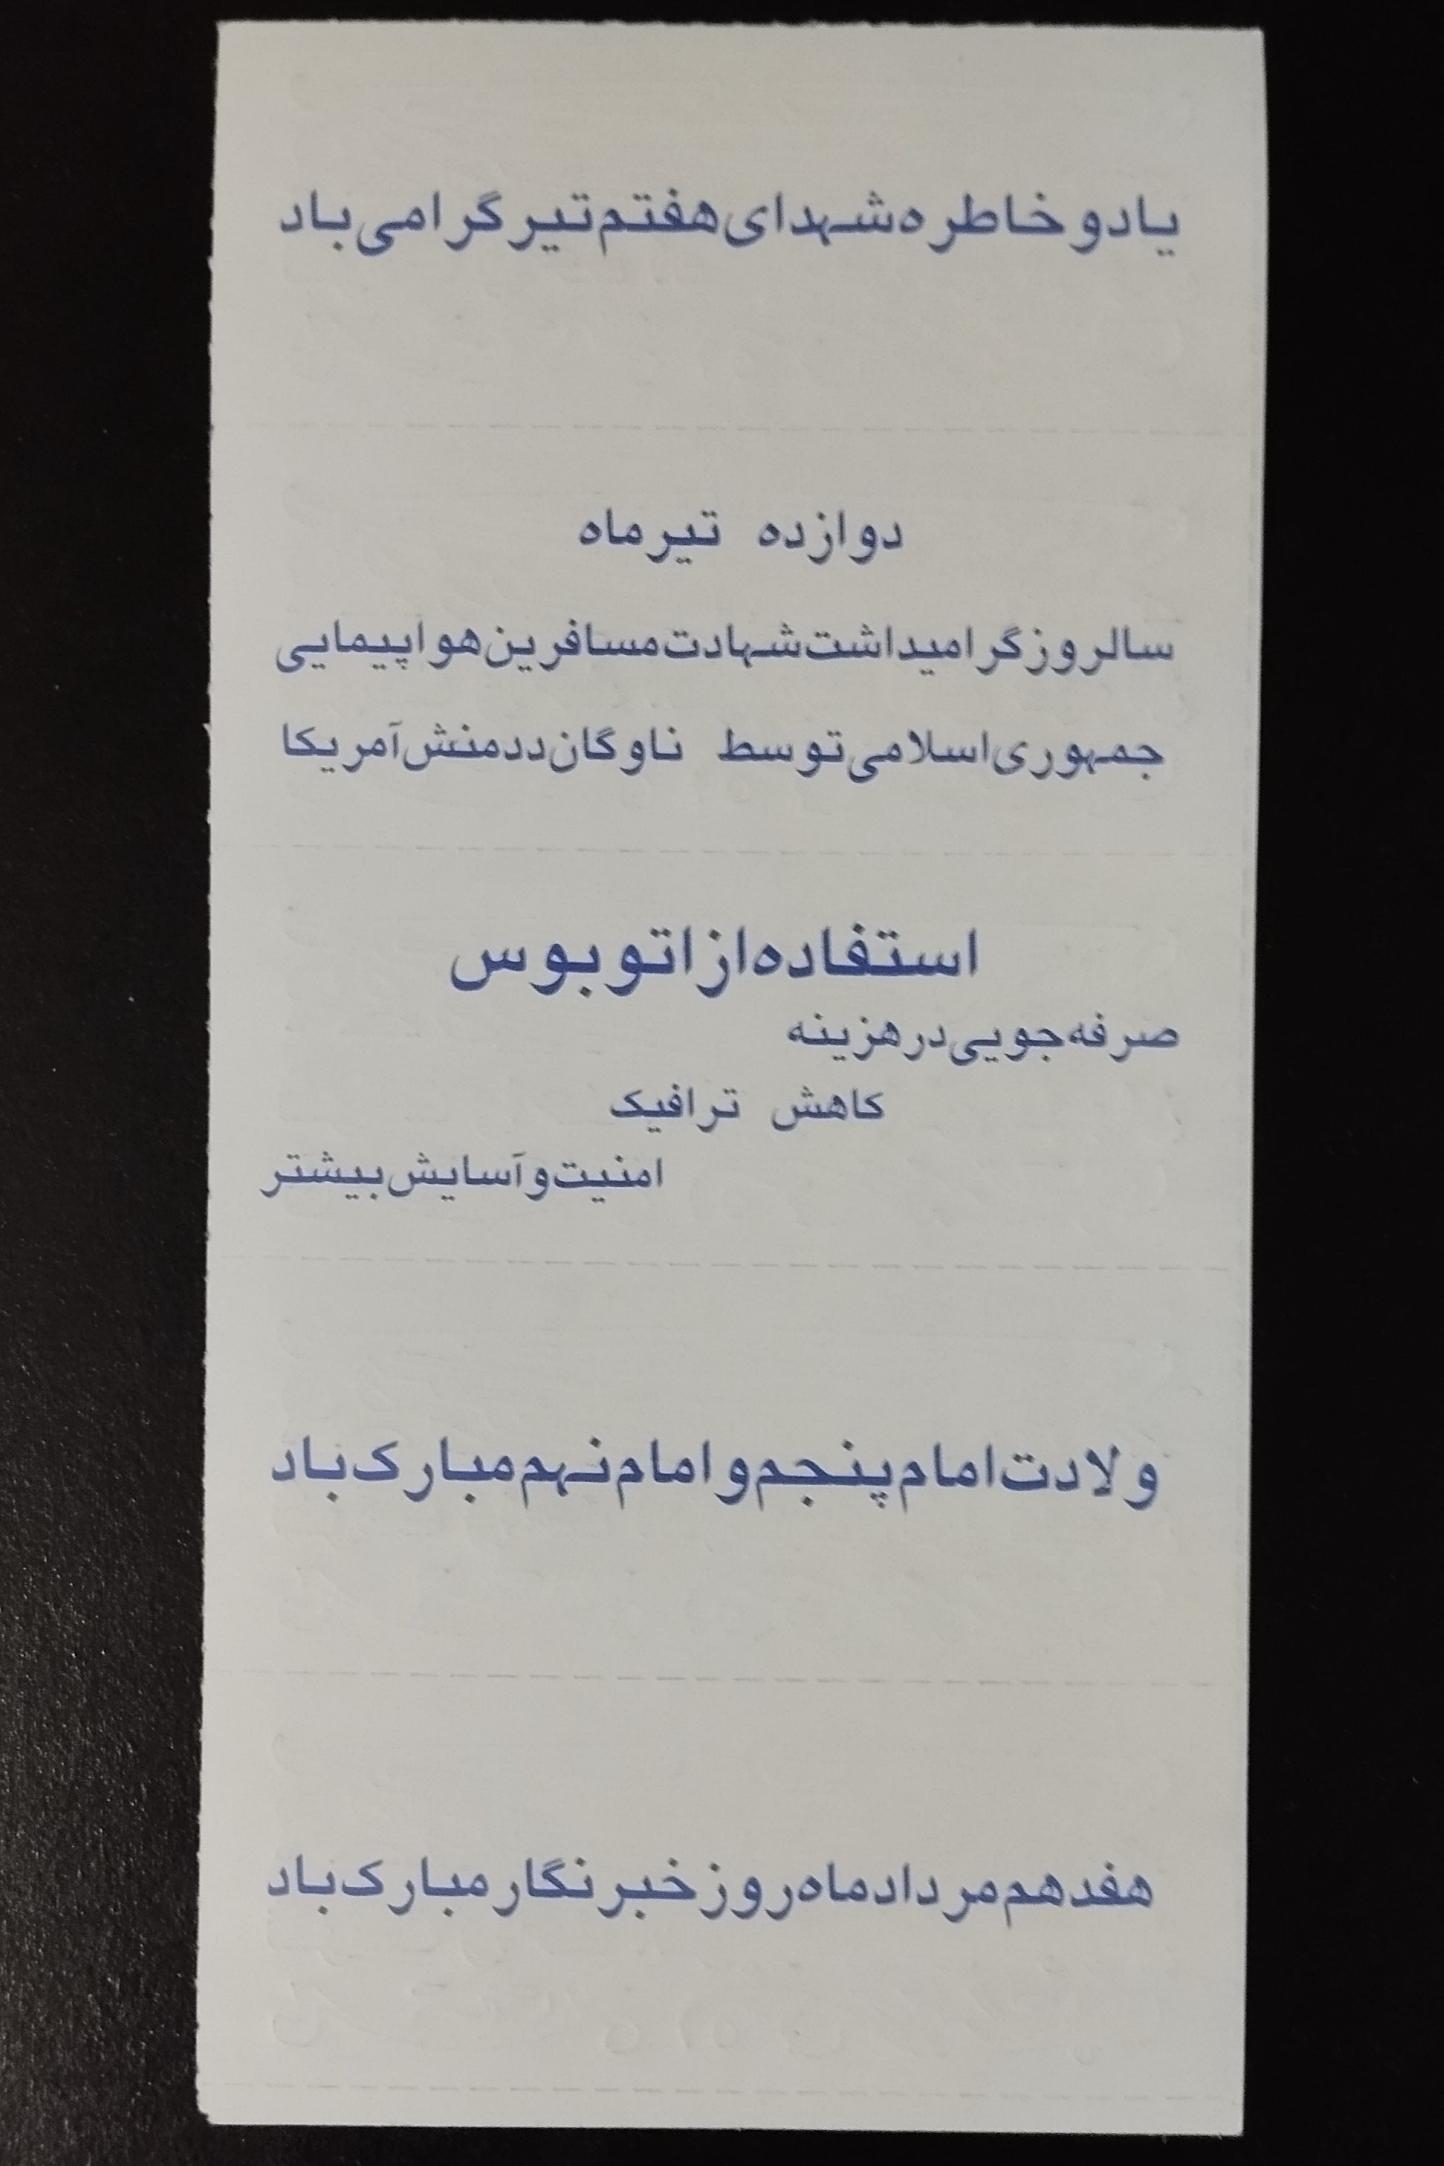 یاد و خاطره شهدای هفتم تیر گرامی باد
دوازده تیر ماه
سالروز گرامیداشت شهادت مسافرین هواپیمایی
جمهوری اسلامی توسط ناوگان ددمنش آمریکا
استفاده از اتوبوس
صرفه جویی در هزینه
کاهش ترافیک
امنیت و آسایش بیشتر
ولادت امام پنجم و امام نهم مبارک باد
هفدهم مرداد ماه روز خبرنگار مبارک باد